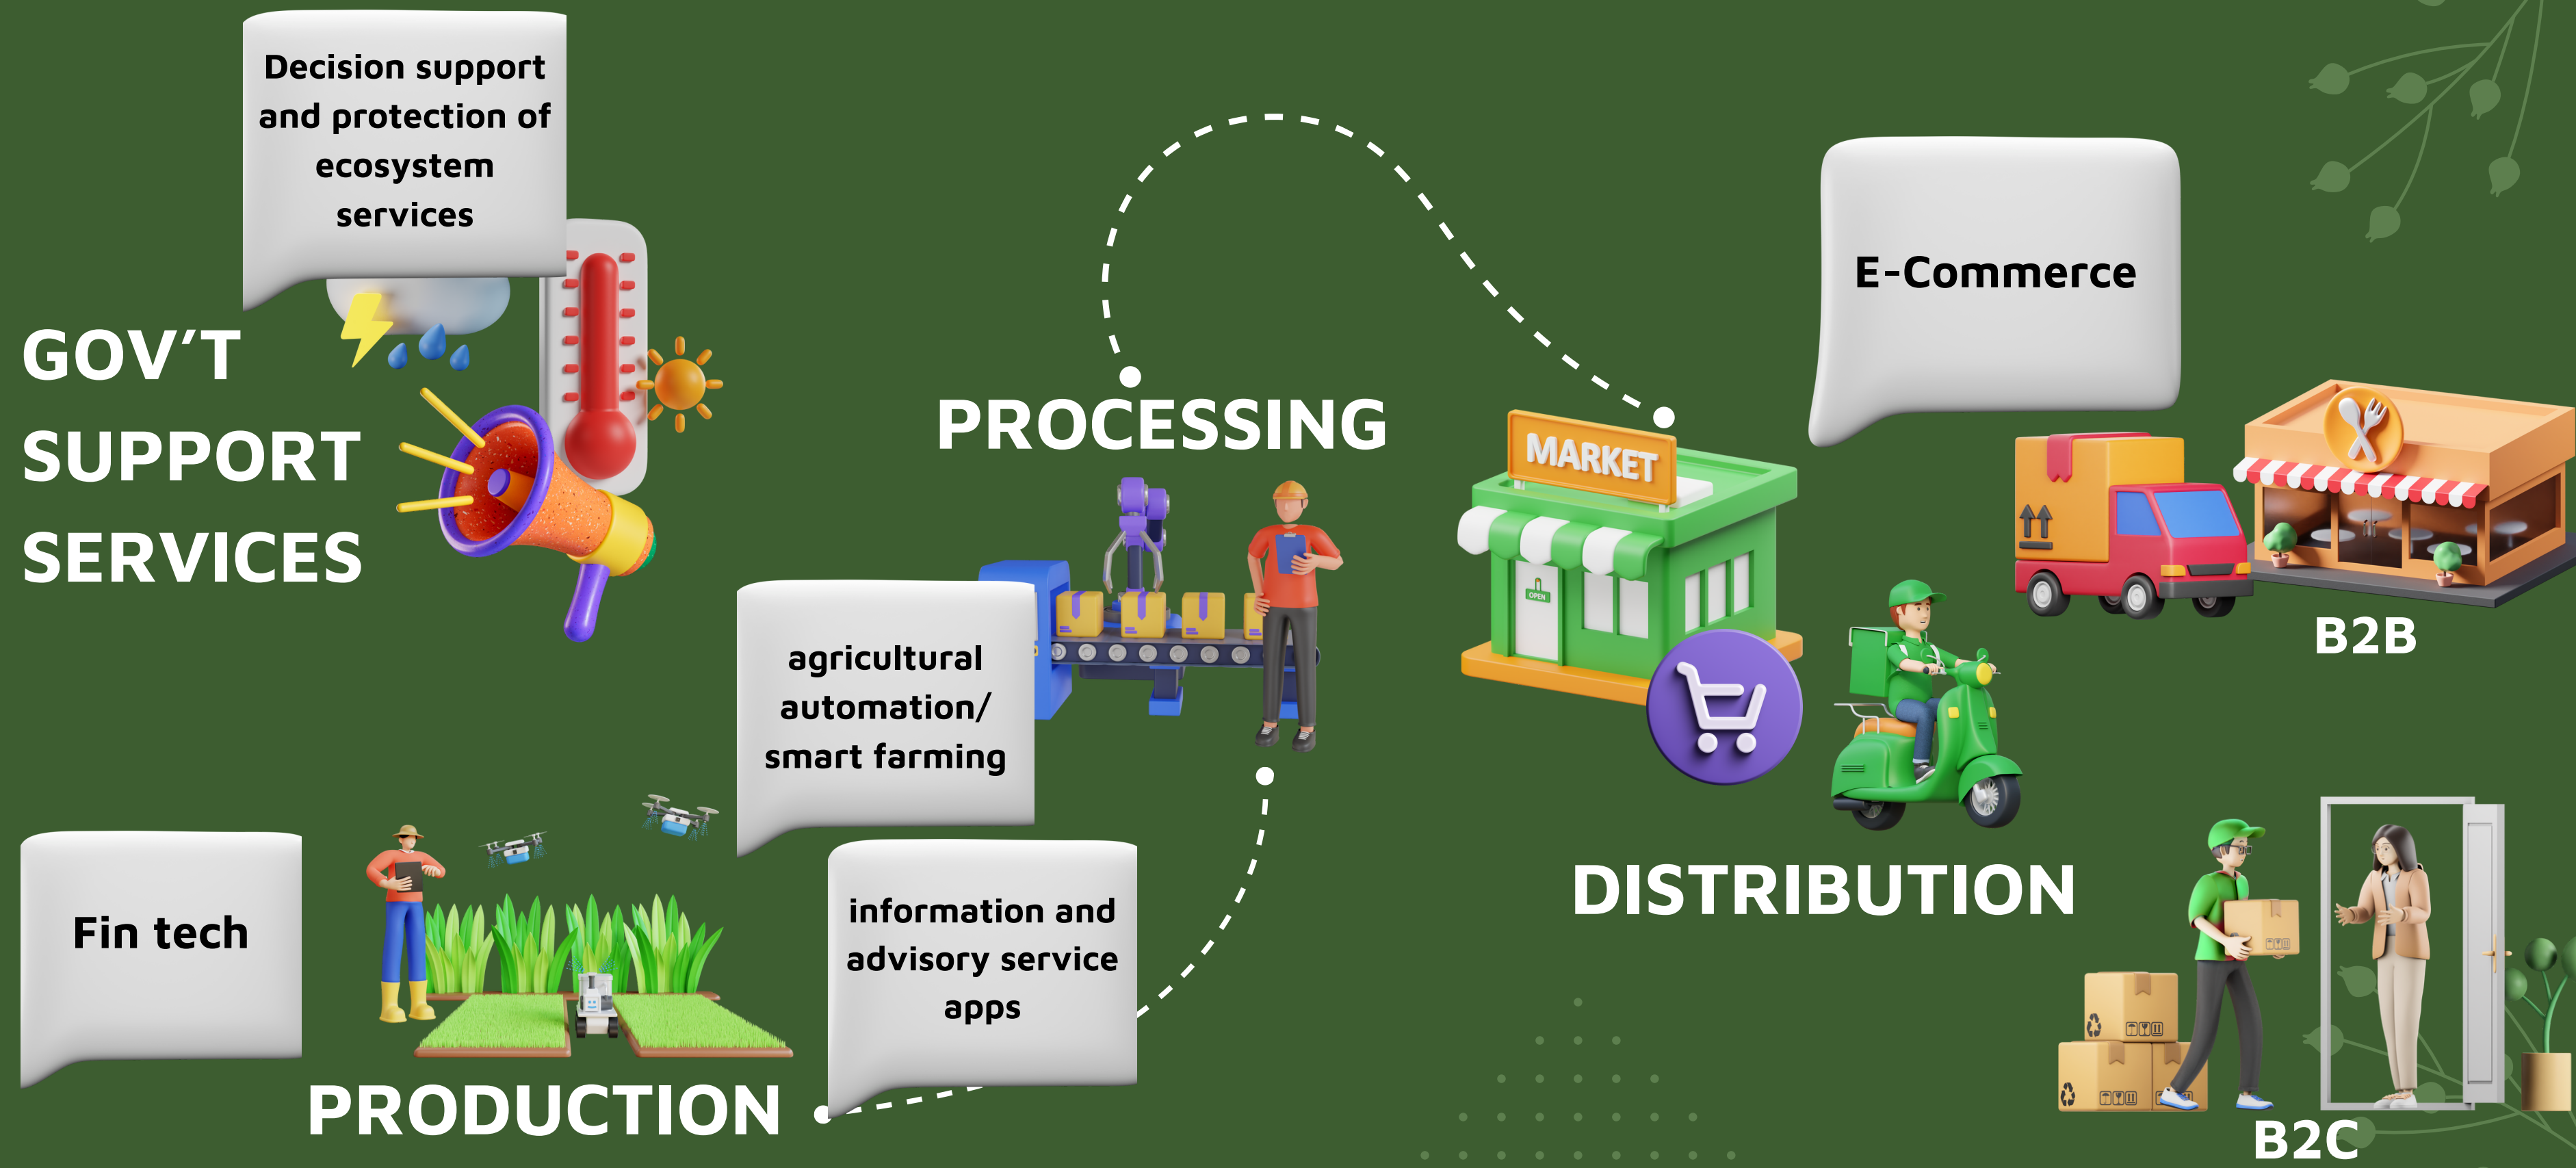 Decision support
and protection of
ecosystem
services
GOV'T
SUPPORT
SERVICES
PROCESSING
E-Commerce
MARKET
OPEN
B2B
agricultural
automation/
smart farming
Fin tech
information and
advisory service
apps
PRODUCTION
DISTRIBUTION
B2C